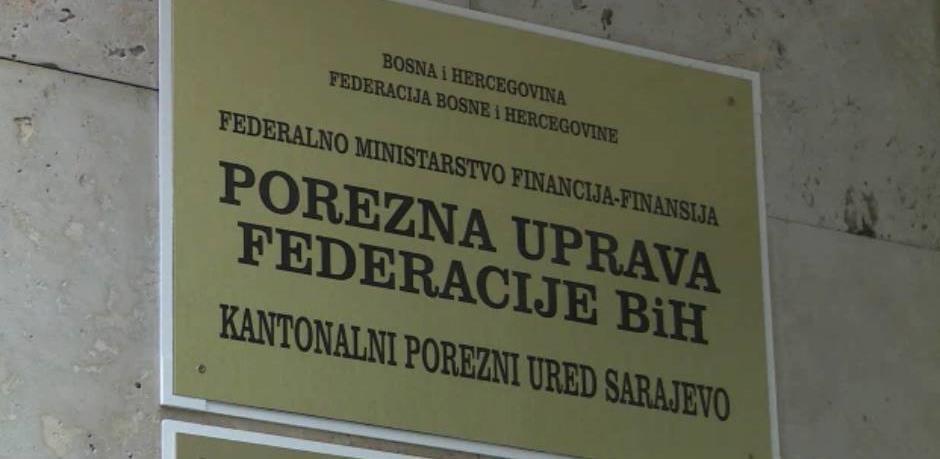 BOSNA i HERCEGOVINA
FEDERACIJA BOSNE i HERCEGOVINE
FEDERALNO MINISTARSTVO FINANCIJA-FINANSIJA
POREZNA UPRAVA
FEDERACIJE BiH
KANTONALNI POREZNI URED SARAJEVO